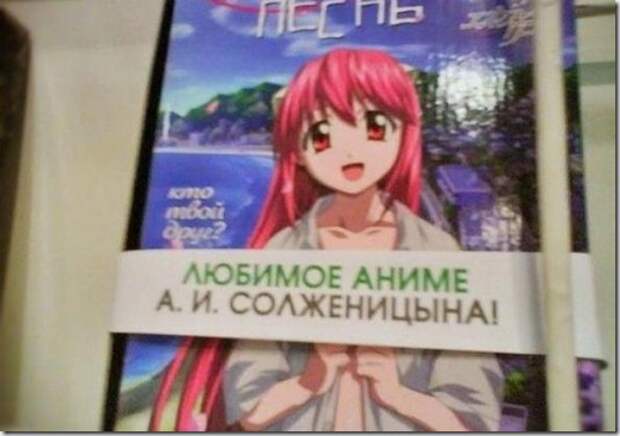 ПЕСНЬ
кто
твой
друг?
ЛЮБИМОЕ АНИМЕ
А. И. СОЛЖЕНИЦЫНА!